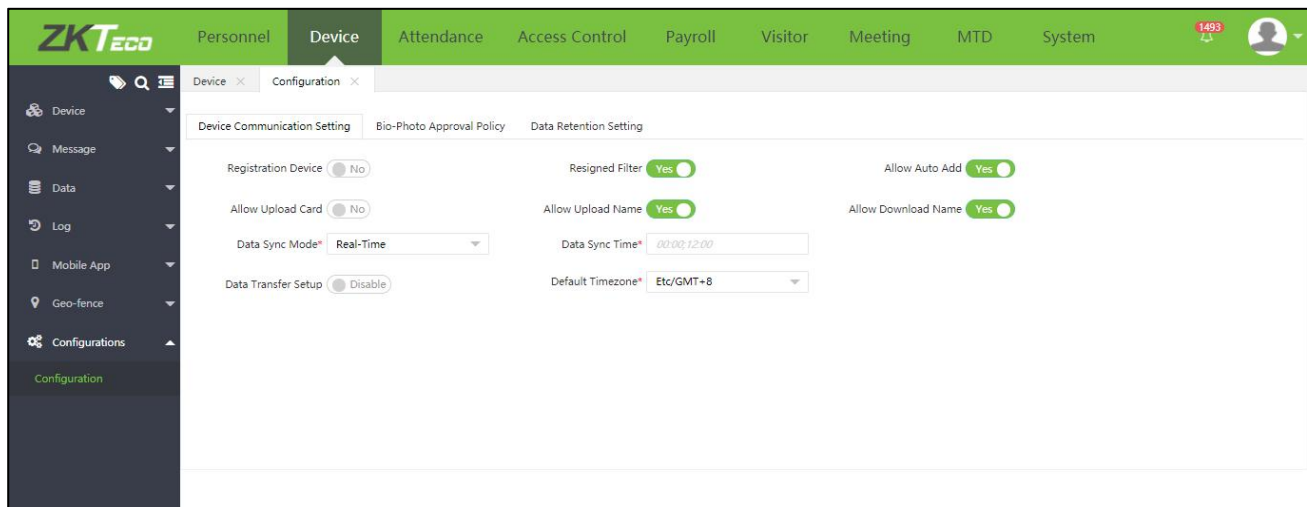 ZKTECO Personnel Device Attendance Access Control Payroll Visitor Meeting MTD System 1493
Device Configuration
Device
Device Communication Setting Bio-Photo Approval Policy Data Retention Setting
Message
Registration Device No Resigned Filter Yes Allow Auto Add Yes
Data
Allow Upload Card No Allow Upload Name Yes Allow Download Name Yes
Log
Data Sync Mode* Real-Time Data Sync Time* 00:00;12:00
Mobile App
Data Transfer Setup Disable Default Timezone* Etc/GMT+8
Geo-fence
Configurations
Configuration